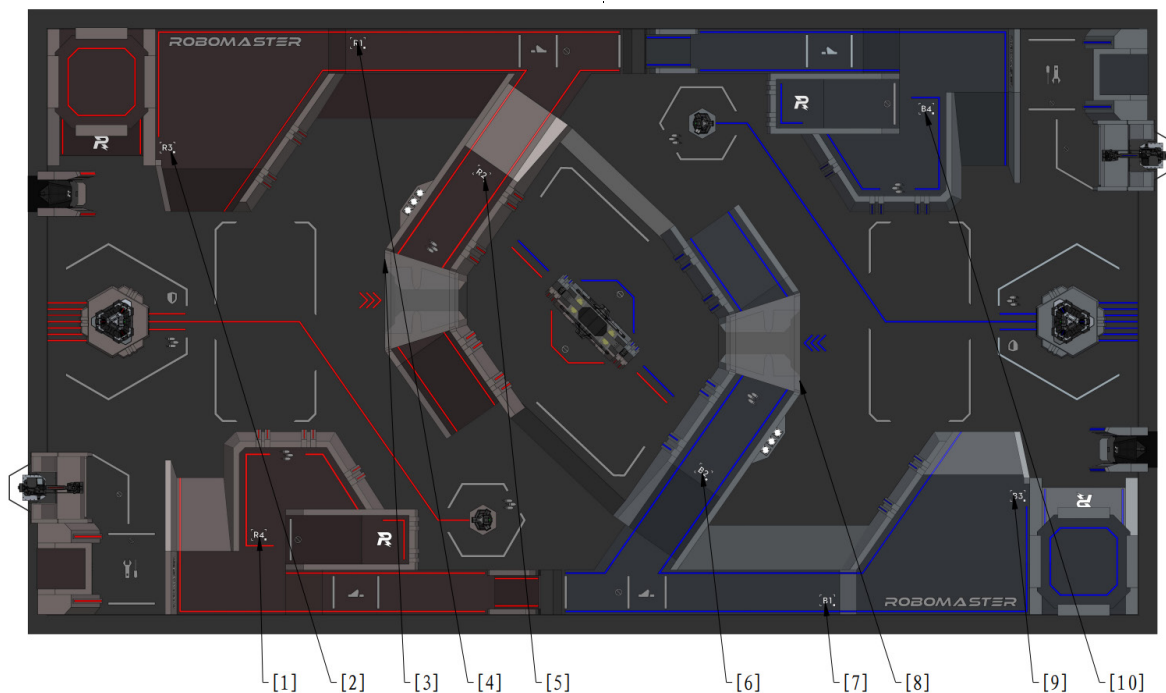 R1
ROBOMASTER
B4
R3
R2
B2
B3
R4
B1
ROBOMASTER
[1] [2] [3] [4] [5] [6] [7] [8] [9] [10]